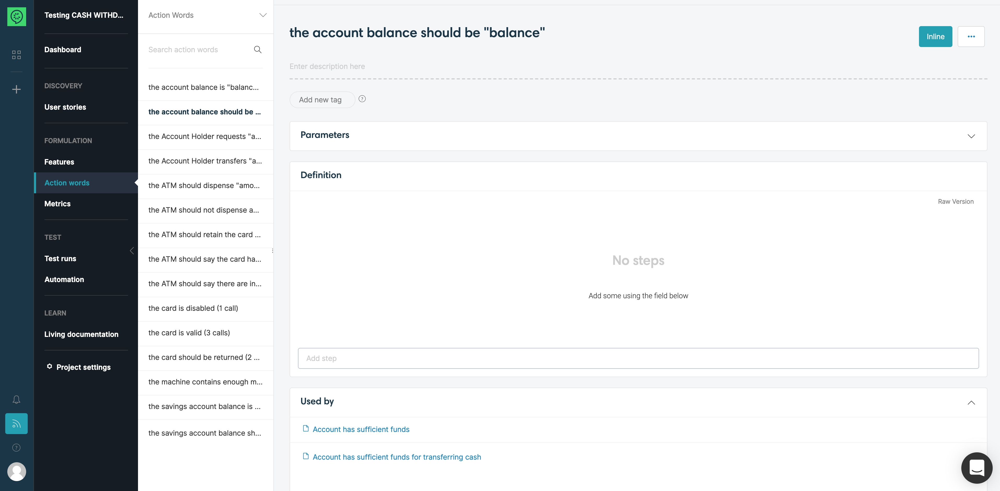 Testing CASH WITHD...
Dashboard
DISCOVERY
User stories
FORMULATION
Features
Action words
Metrics
TEST
Test runs
Automation
LEARN
Living documentation
Project settings
Action Words
Search action words
the account balance is "balanc...
the account balance should be ...
the Account Holder requests "a...
the Account Holder transfers "a...
the ATM should dispense "amo...
the ATM should not dispense a...
the ATM should retain the card ...
the ATM should say the card ha...
the ATM should say there are in...
the card is disabled (1 call)
the card is valid (3 calls)
the card should be returned (2 ...
the machine contains enough m...
the savings account balance is ...
the savings account balance sh...
the account balance should be "balance"
Inline
Enter description here
Add new tag
Parameters
Definition
Raw Version
No steps
Add some using the field below
Add step
Used by
Account has sufficient funds
Account has sufficient funds for transferring cash